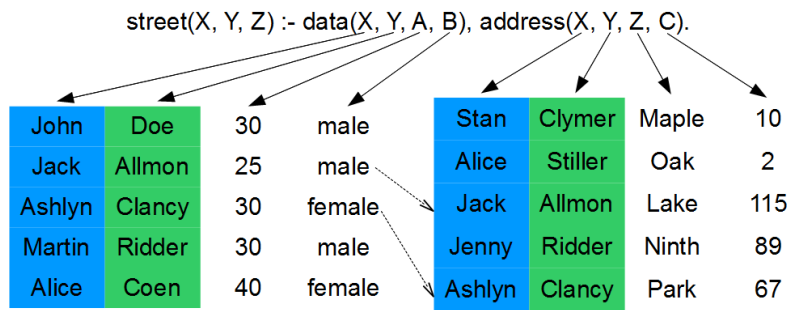 street(X, Y, Z) :- data(X, Y, A, B), address(X, Y, Z, C).
John Doe 30 male
Jack Allmon 25 male
Ashlyn Clancy 30 female
Martin Ridder 30 male
Alice Coen 40 female
Stan Clymer Maple 10
Alice Stiller Oak 2
Jack Allmon Lake 115
Jenny Ridder Ninth 89
Ashlyn Clancy Park 67